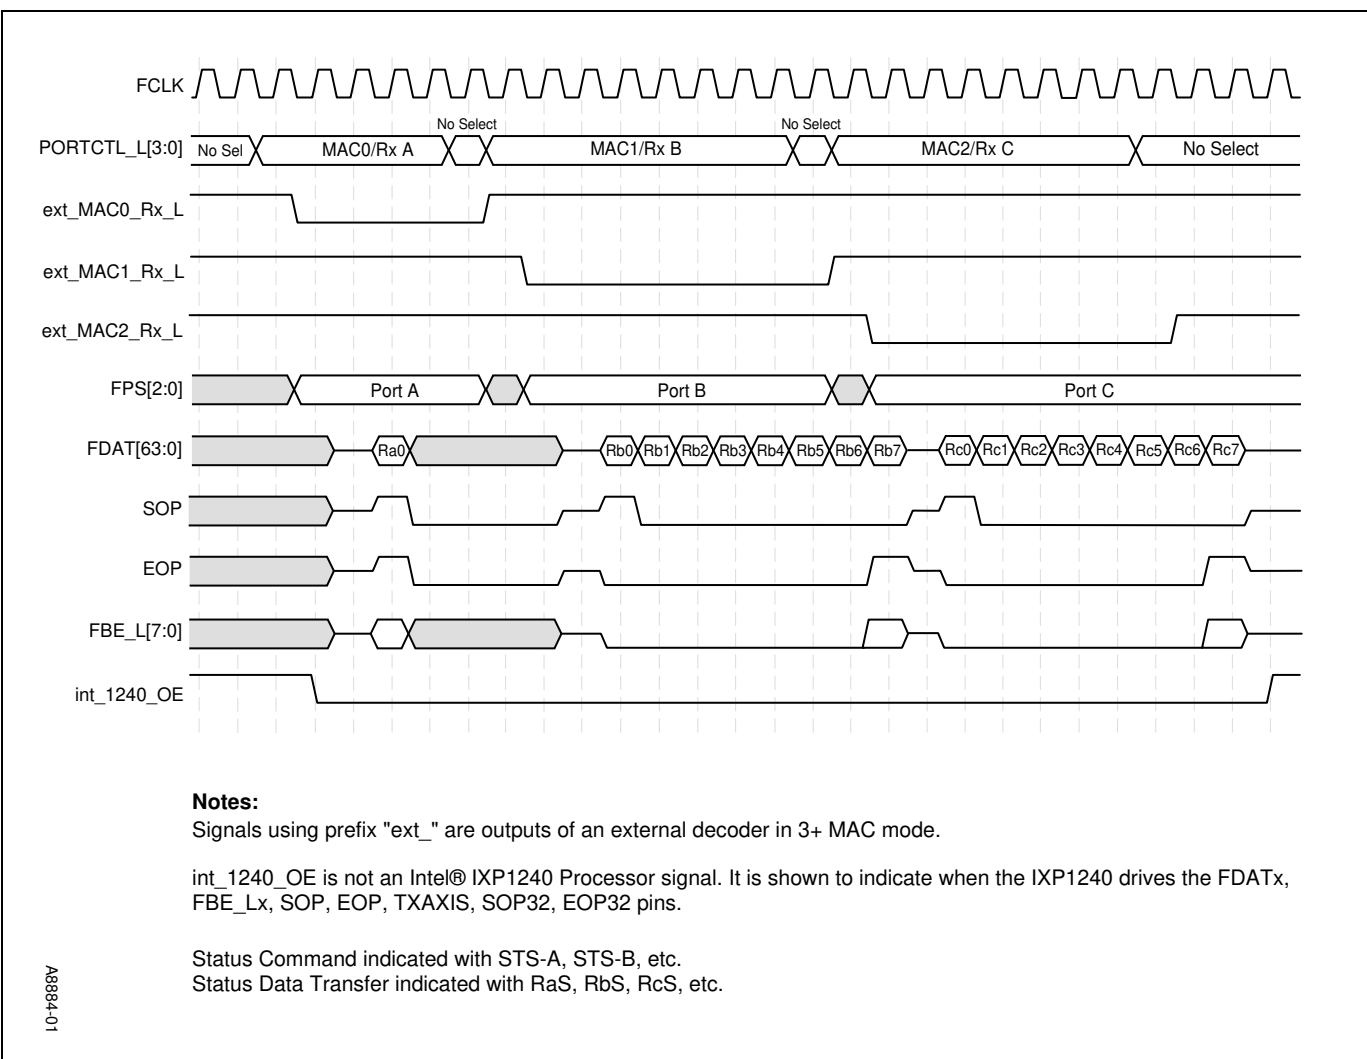 FCLK
No Select No Select
PORTCTL_L[3:0] No Sel MAC0/Rx A MAC1/Rx B MAC2/Rx C No Select
ext_MAC0_Rx_L
ext_MAC1_Rx_L
ext_MAC2_Rx_L
FPS[2:0] Port A Port B Port C
FDAT[63:0] Ra0 Rb0 Rb1 Rb2 Rb3 Rb4 Rb5 Rb6 Rb7 Rc0 Rc1 Rc2 Rc3 Rc4 Rc5 Rc6 Rc7
SOP
EOP
FBE_L[7:0]
int_1240_OE
Notes:
Signals using prefix "ext_" are outputs of an external decoder in 3+ MAC mode.
int_1240_OE is not an Intel® IXP1240 Processor signal. It is shown to indicate when the IXP1240 drives the FDATx,
FBE_Lx, SOP, EOP, TXAXIS, SOP32, EOP32 pins.
Status Command indicated with STS-A, STS-B, etc.
Status Data Transfer indicated with RaS, RbS, RcS, etc.
A8884-01